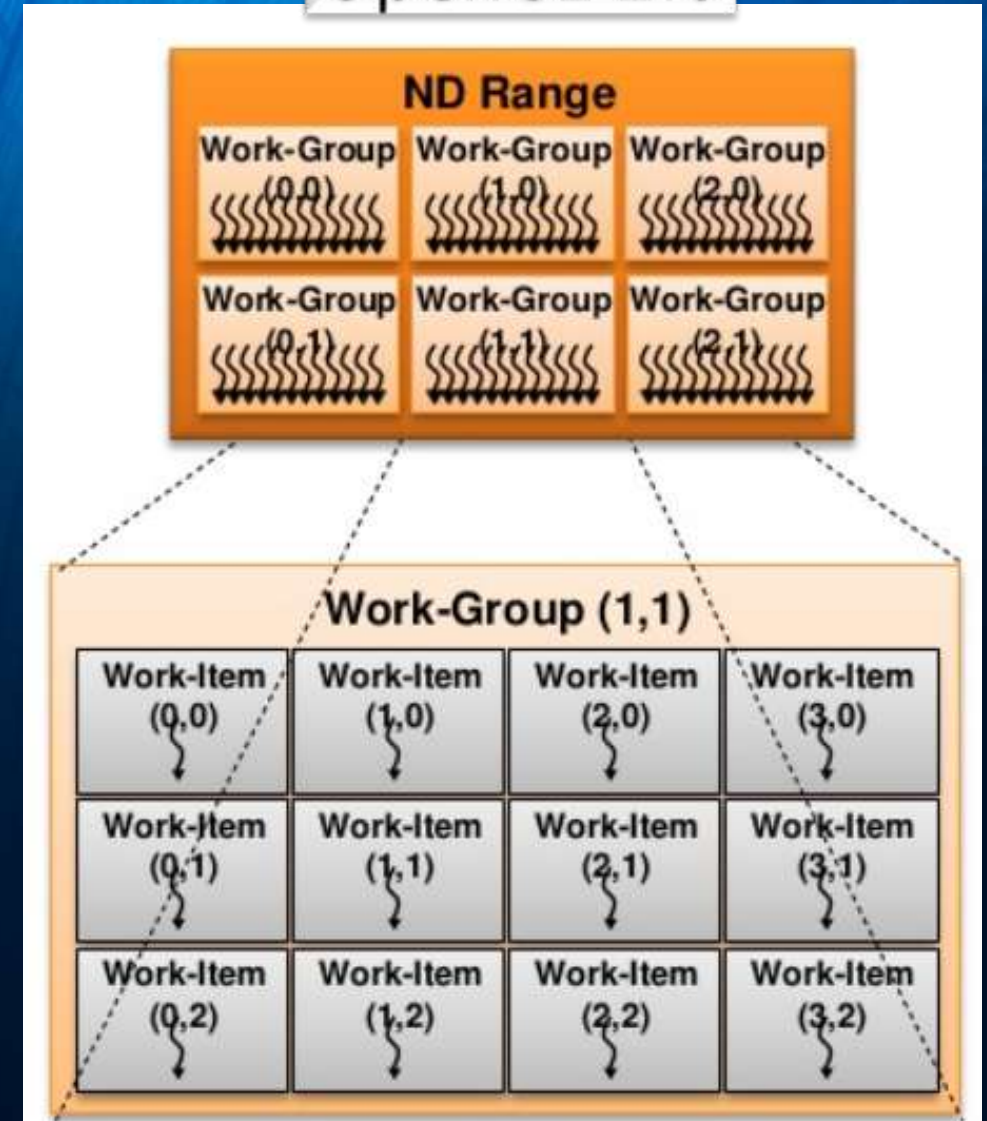 ND Range
Work-Group Work-Group Work-Group
(0,0) (1,0) (2,0)
Work-Group Work-Group Work-Group
(0,1) (1,1) (2,1)
Work-Group (1,1)
Work-Item Work-Item Work-Item Work-Item
(0,0) (1,0) (2,0) (3,0)
Work-Item Work-Item Work-Item Work-Item
(0,1) (1,1) (2,1) (3,1)
Work-Item Work-Item Work-Item Work-Item
(0,2) (1,2) (2,2) (3,2)